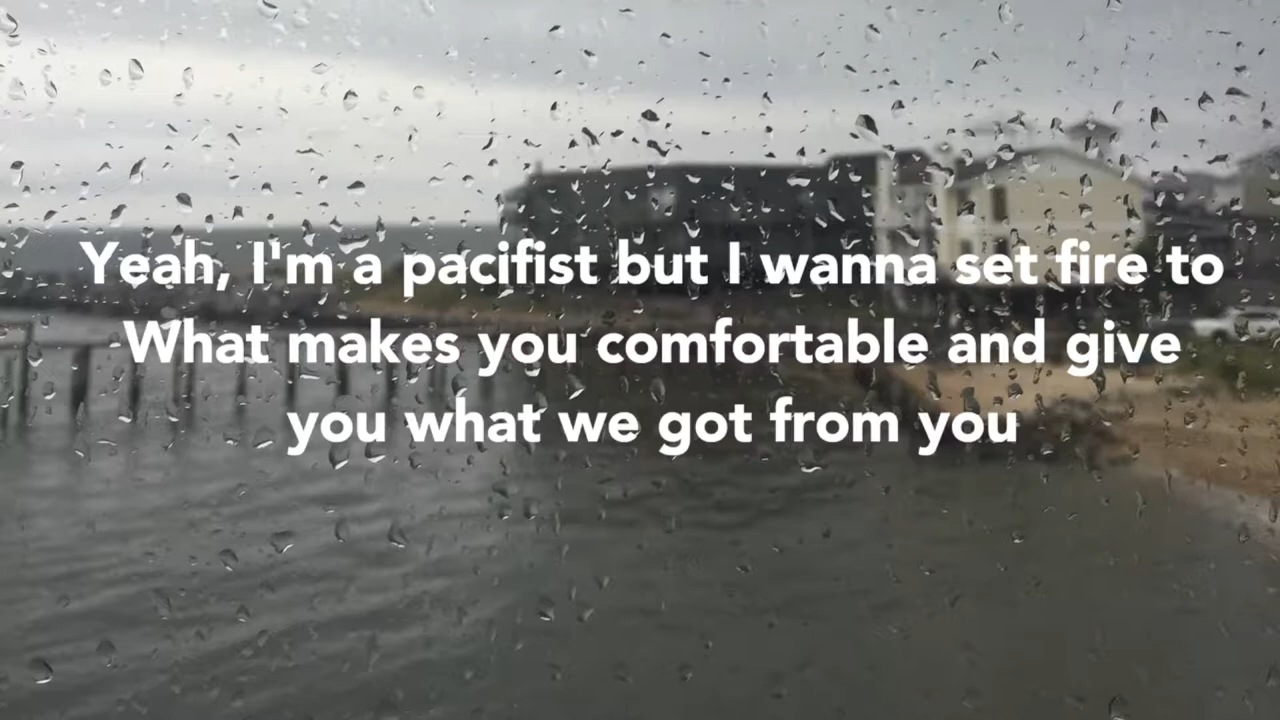 Yeah, I'm a pacifist but I wanna set fire to
What makes you comfortable and give
you what we got from you